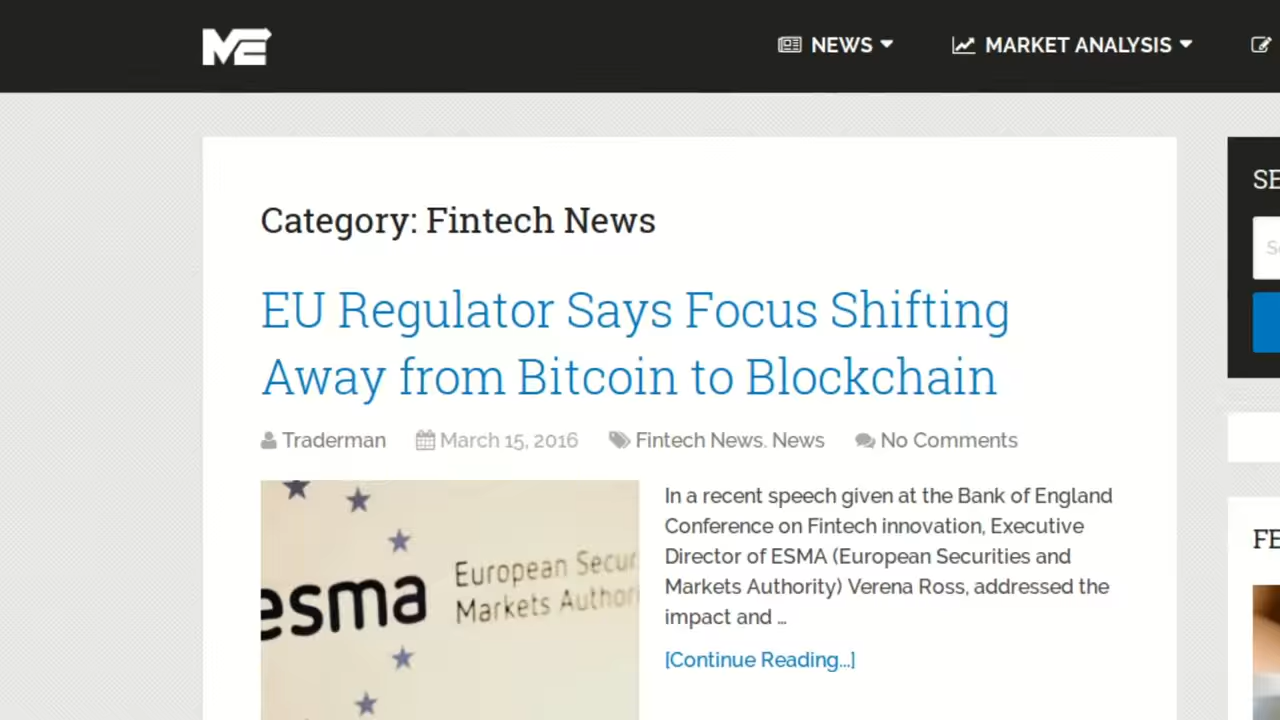 ME
NEWS
MARKET ANALYSIS
Category: Fintech News
EU Regulator Says Focus Shifting
Away from Bitcoin to Blockchain
Traderman
March 15, 2016
Fintech News. News
No Comments
esma
European Secur
Markets Author
In a recent speech given at the Bank of England
Conference on Fintech innovation, Executive
Director of ESMA (European Securities and
Markets Authority) Verena Ross, addressed the
impact and …
[Continue Reading...]
SE
FE